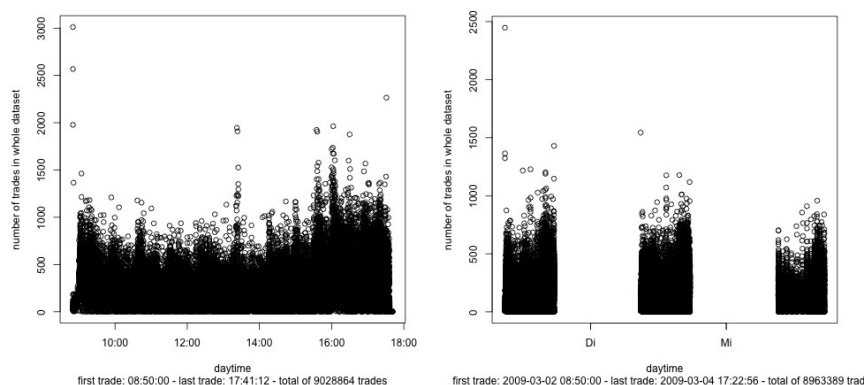 number of trades in whole dataset
3000
2500
2000
1500
1000
500
0
10:00 12:00 14:00 16:00 18:00
daytime
first trade: 08:50:00 - last trade: 17:41:12 - total of 9028864 trades
number of trades in whole dataset
2500
2000
1500
1000
500
0
Di Mi
daytime
first trade: 2009-03-02 08:50:00 - last trade: 2009-03-04 17:22:56 - total of 8963389